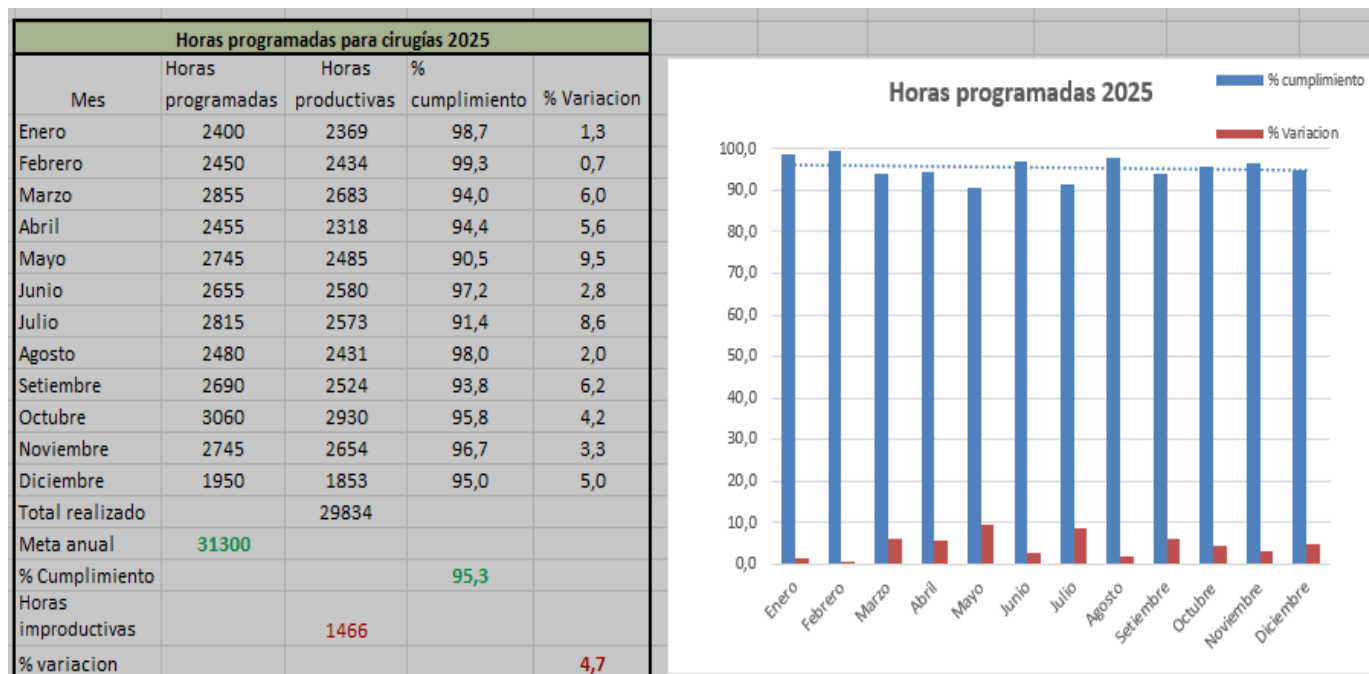 Horas programadas para cirugías 2025
Mes Horas programadas Horas productivas % cumplimiento % Variacion
Enero 2400 2369 98,7 1,3
Febrero 2450 2434 99,3 0,7
Marzo 2855 2683 94,0 6,0
Abril 2455 2318 94,4 5,6
Mayo 2745 2485 90,5 9,5
Junio 2655 2580 97,2 2,8
Julio 2815 2573 91,4 8,6
Agosto 2480 2431 98,0 2,0
Setiembre 2690 2524 93,8 6,2
Octubre 3060 2930 95,8 4,2
Noviembre 2745 2654 96,7 3,3
Diciembre 1950 1853 95,0 5,0
Total realizado 29834
Meta anual 31300
% Cumplimiento 95,3
Horas improductivas 1466
% variacion 4,7
Horas programadas 2025
% cumplimiento
% Variacion
100,0
90,0
80,0
70,0
60,0
50,0
40,0
30,0
20,0
10,0
0,0
Enero Febrero Marzo Abril Mayo Junio Julio Agosto Setiembre Octubre Noviembre Diciembre